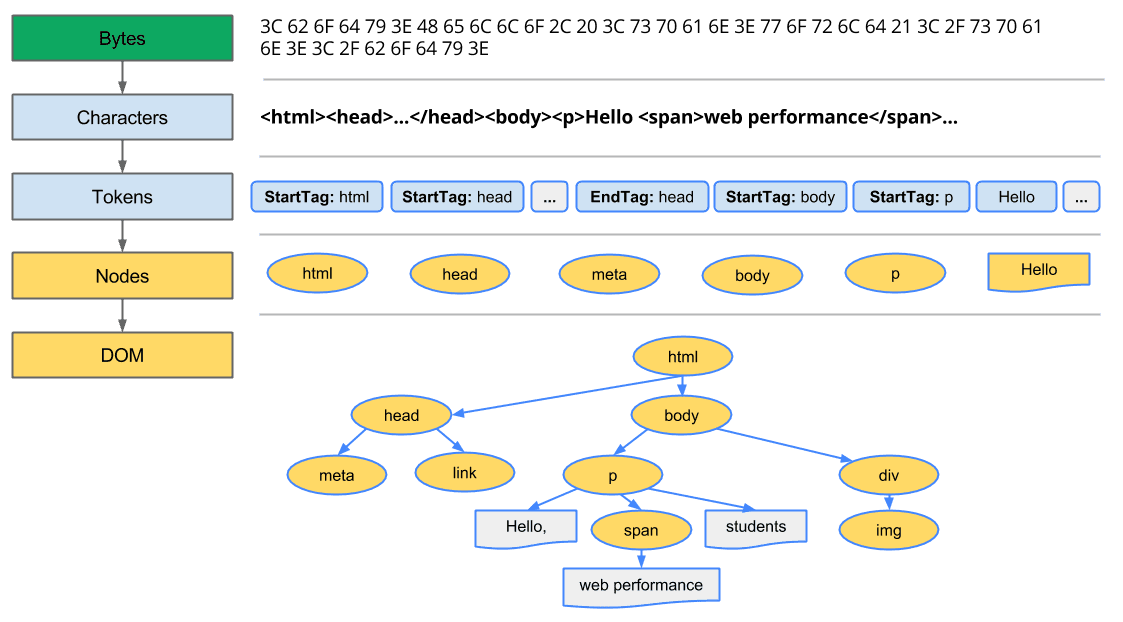 Bytes
3C 62 6F 64 79 3E 48 65 6C 6C 6F 2C 20 3C 73 70 61 6E 3E 77 6F 72 6C 64 21 3C 2F 73 70 61
6E 3E 3C 2F 62 6F 64 79 3E
Characters
<html><head>...</head><body><p>Hello <span>web performance</span>...
Tokens
StartTag: html
StartTag: head
...
EndTag: head
StartTag: body
StartTag: p
Hello
...
Nodes
html
head
meta
body
p
Hello
DOM
html
head
body
meta
link
p
div
Hello,
span
students
img
web performance